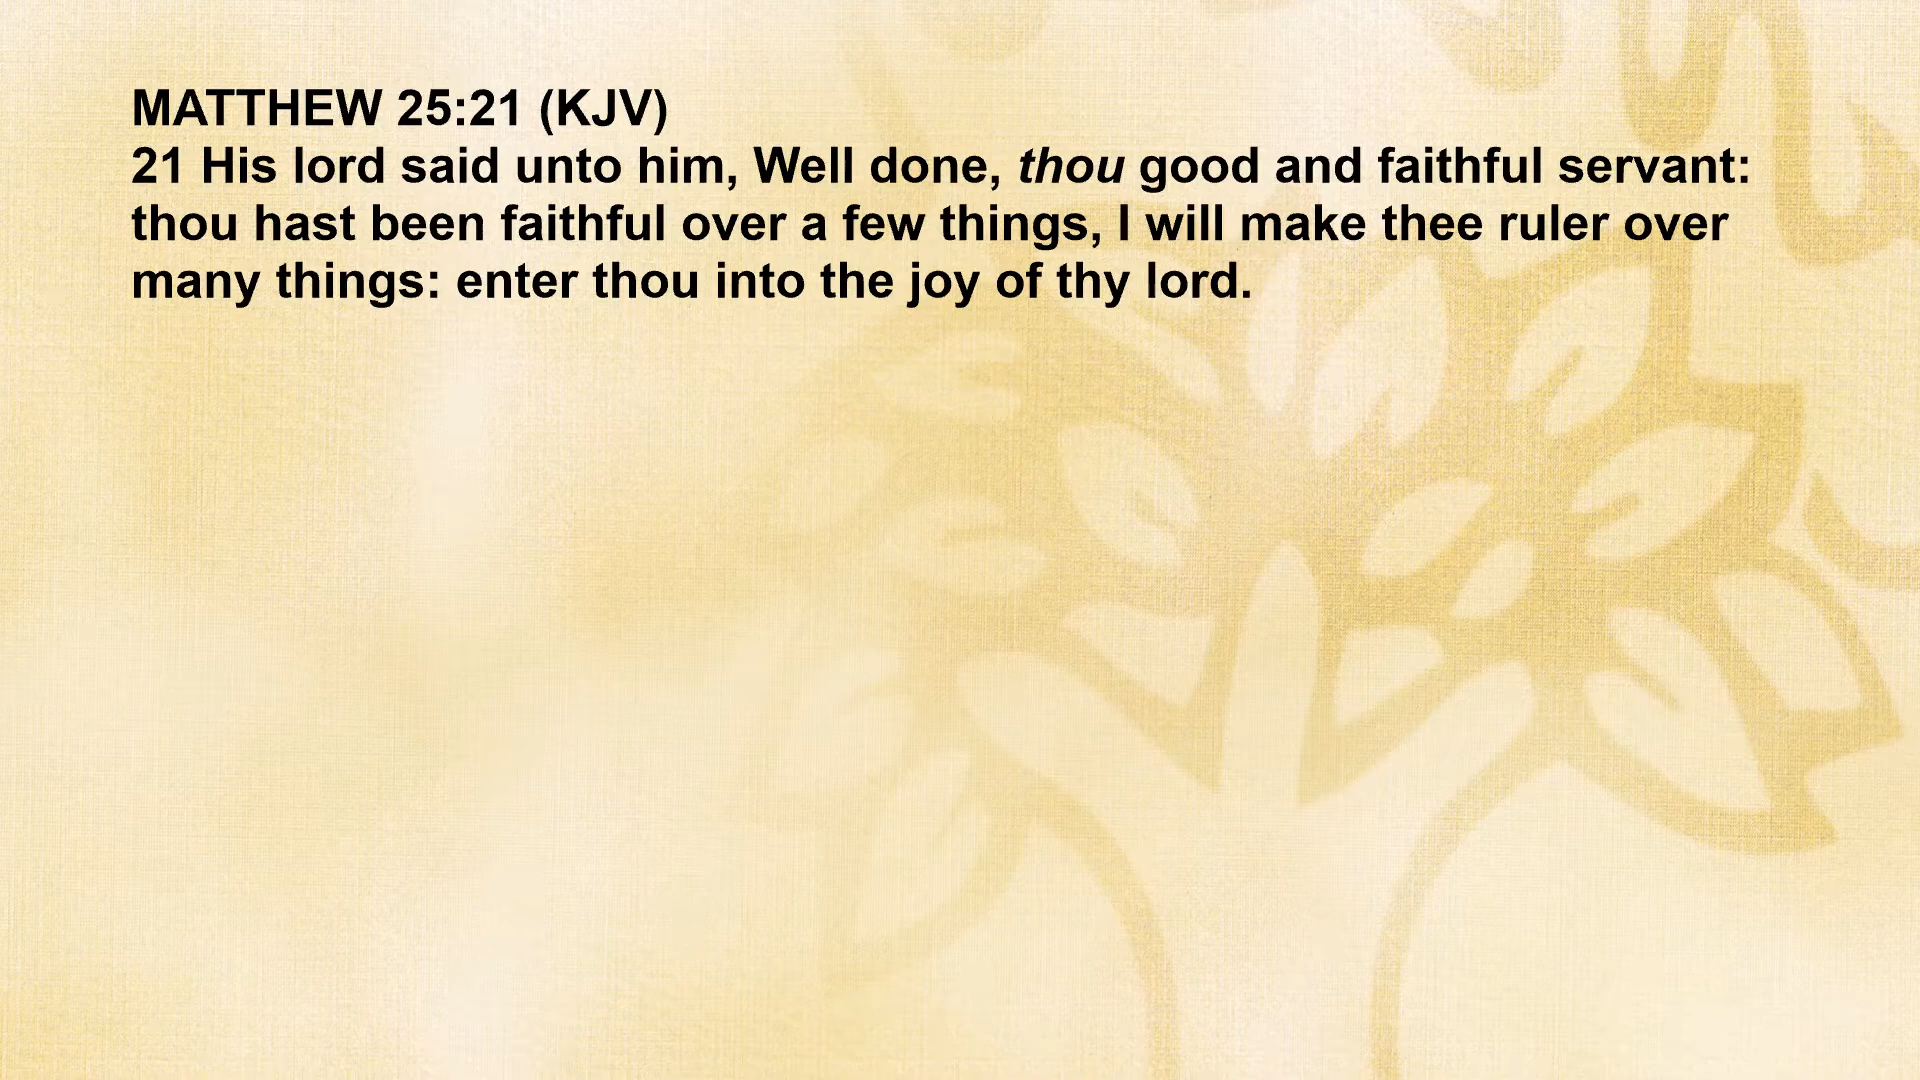 MATTHEW 25:21 (KJV)
21 His lord said unto him, Well done, thou good and faithful servant:
thou hast been faithful over a few things, I will make thee ruler over
many things: enter thou into the joy of thy lord.